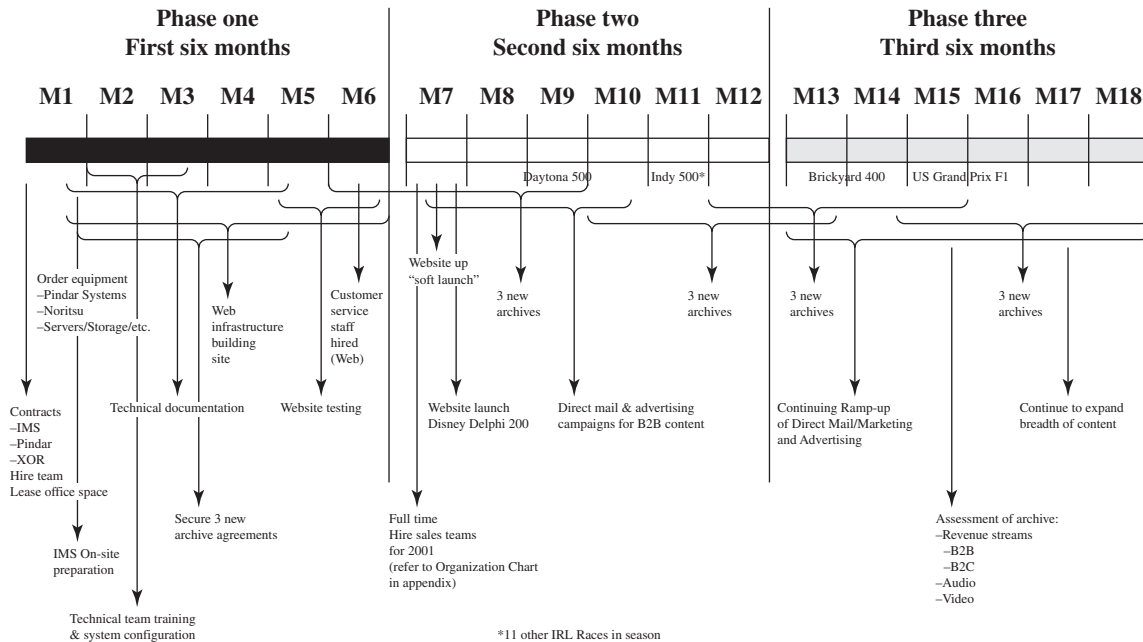 Phase one
First six months
Phase two
Second six months
Phase three
Third six months
M1 M2 M3 M4 M5 M6 M7 M8 M9 M10 M11 M12 M13 M14 M15 M16 M17 M18
Daytona 500
Indy 500*
Brickyard 400
US Grand Prix F1
Order equipment
–Pindar Systems
–Noritsu
–Servers/Storage/etc.
Web
infrastructure
building
site
Customer
service
staff
hired
(Web)
Website up
“soft launch”
3 new
archives
3 new
archives
3 new
archives
3 new
archives
Contracts
–IMS
–Pindar
–XOR
Hire team
Lease office space
Technical documentation
Website testing
Website launch
Disney Delphi 200
Direct mail & advertising
campaigns for B2B content
Continuing Ramp-up
of Direct Mail/Marketing
and Advertising
Continue to expand
breadth of content
IMS On-site
preparation
Secure 3 new
archive agreements
Full time
Hire sales teams
for 2001
(refer to Organization Chart
in appendix)
Assessment of archive:
–Revenue streams
–B2B
–B2C
–Audio
–Video
Technical team training
& system configuration
*11 other IRL Races in season